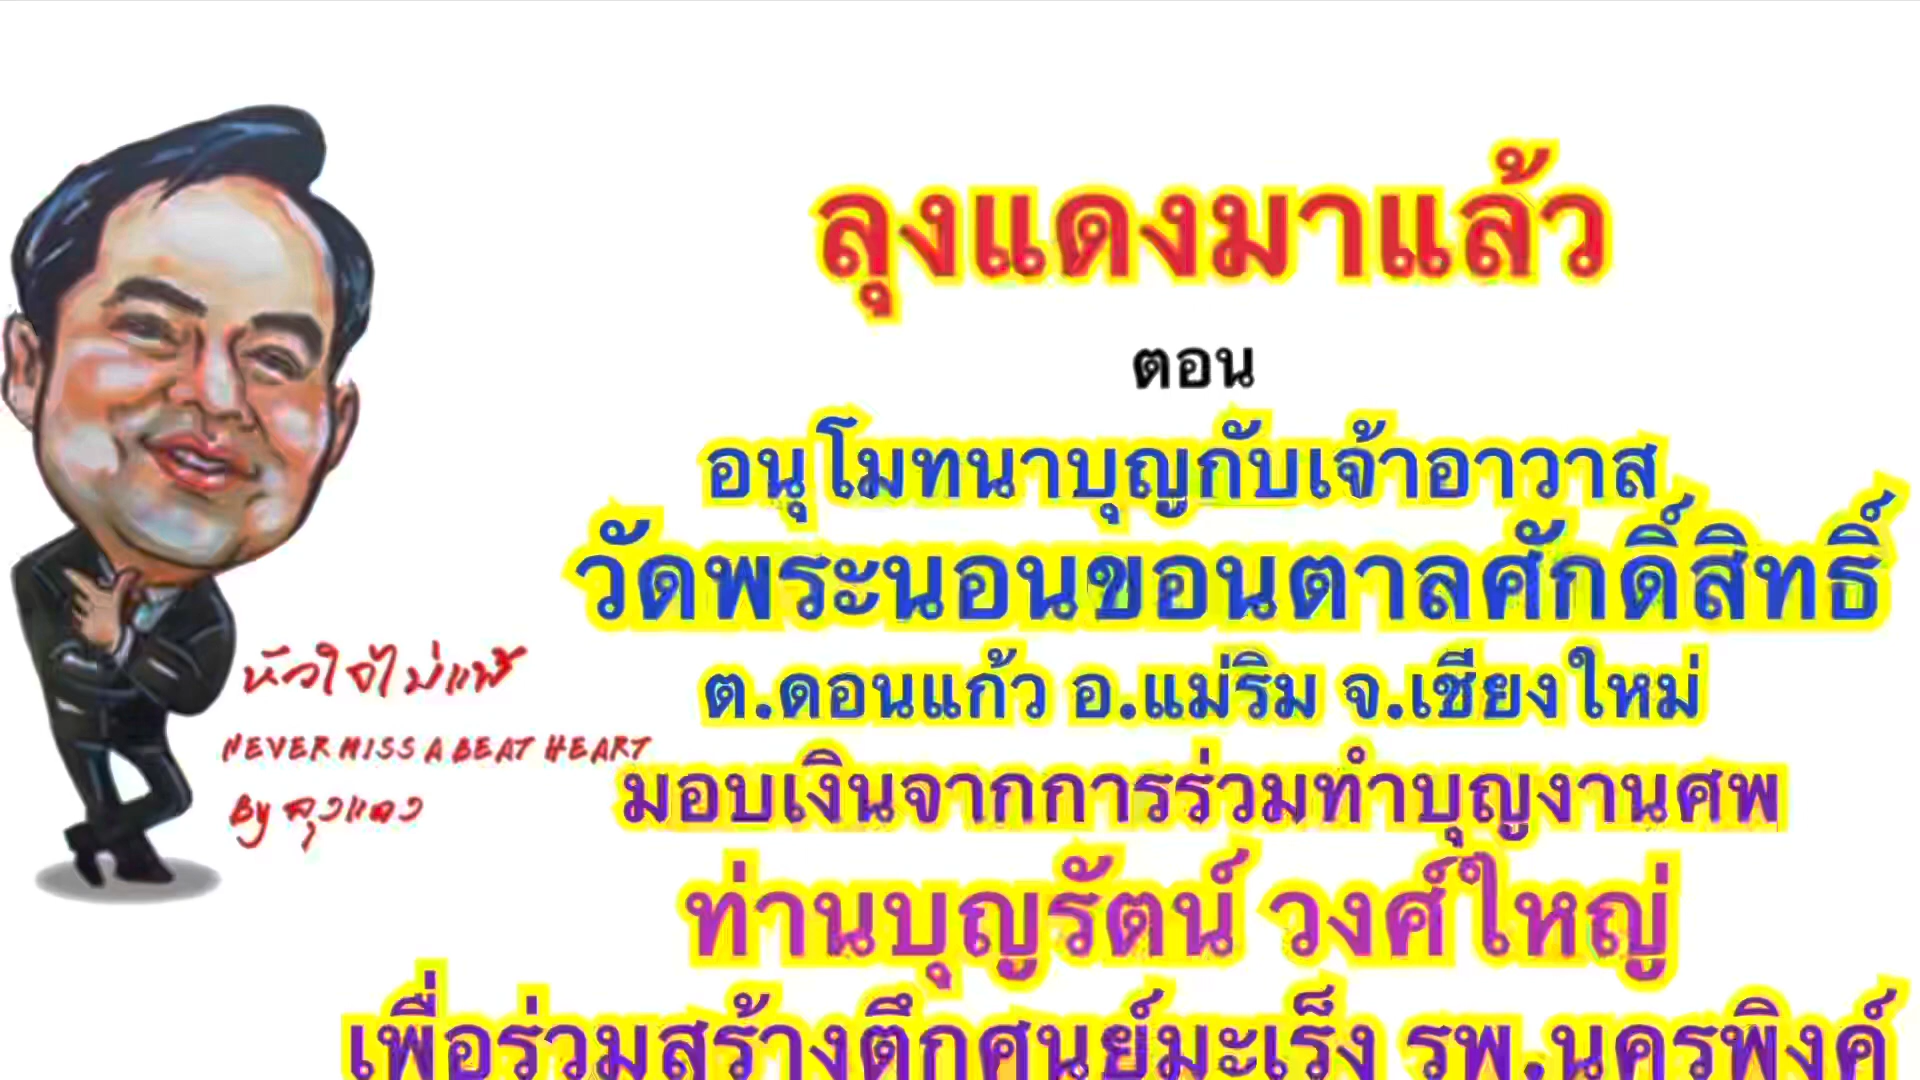 ลุงแดงมาแล้ว
ตอน
อนุโมทนาบุญกับเจ้าอาวาส
วัดพระนอนขอนตาลศักดิ์สิทธิ์
ต.ดอนแก้ว อ.แม่ริม จ.เชียงใหม่
มอบเงินจากการร่วมทำบุญงานศพ
ท่านบุญรัตน์ วงศ์ใหญ่
เพื่อร่วมสร้างตึกศูนย์มะเร็ง รพ.นครพิงค์
หัวใจไม่แพ้
NEVER MISS A BEAT HEART
By ลุงแดง